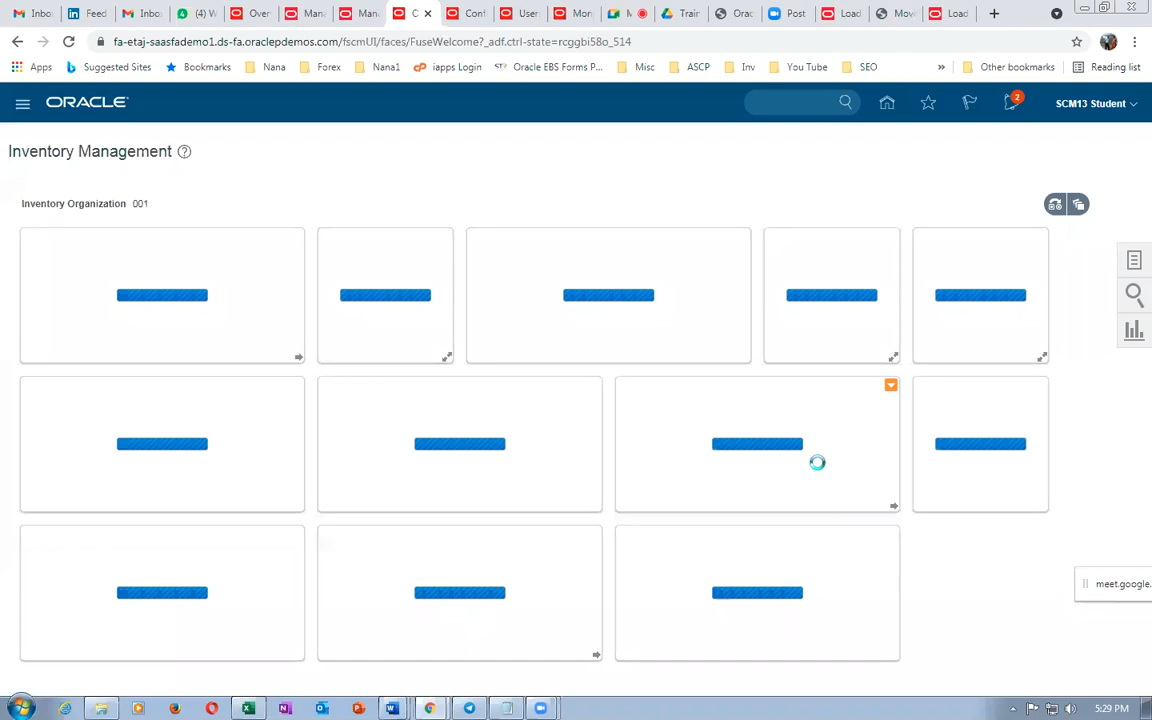 Inbo
Feed
Inbo
(4) W
Over
Mana
Man
C
Conf
User
Mon
M
Train
Orac
Post
Load
Mov
Load
fa-etaj-saasfademo1.ds-fa.oraclepdemos.com/fscmUI/faces/FuseWelcome?_adf.ctrl-state=rcggbi58o_514
Apps
Suggested Sites
Bookmarks
Nana
Forex
Nana1
iapps Login
Oracle EBS Forms P...
Misc
ASCP
Inv
You Tube
SEO
»
Other bookmarks
Reading list
ORACLE
2
SCM13 Student
Inventory Management
Inventory Organization 001
meet.google.
5:29 PM